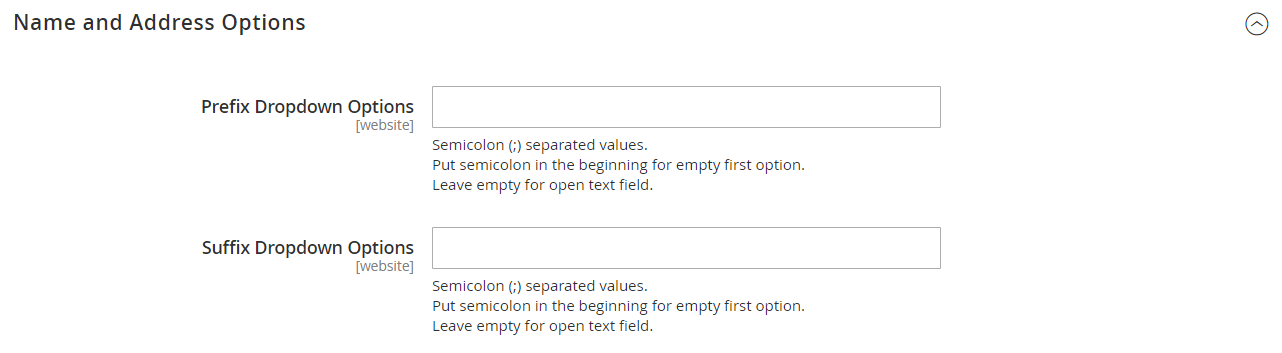 Name and Address Options
Prefix Dropdown Options
[website]
Semicolon (;) separated values.
Put semicolon in the beginning for empty first option.
Leave empty for open text field.
Suffix Dropdown Options
[website]
Semicolon (;) separated values.
Put semicolon in the beginning for empty first option.
Leave empty for open text field.